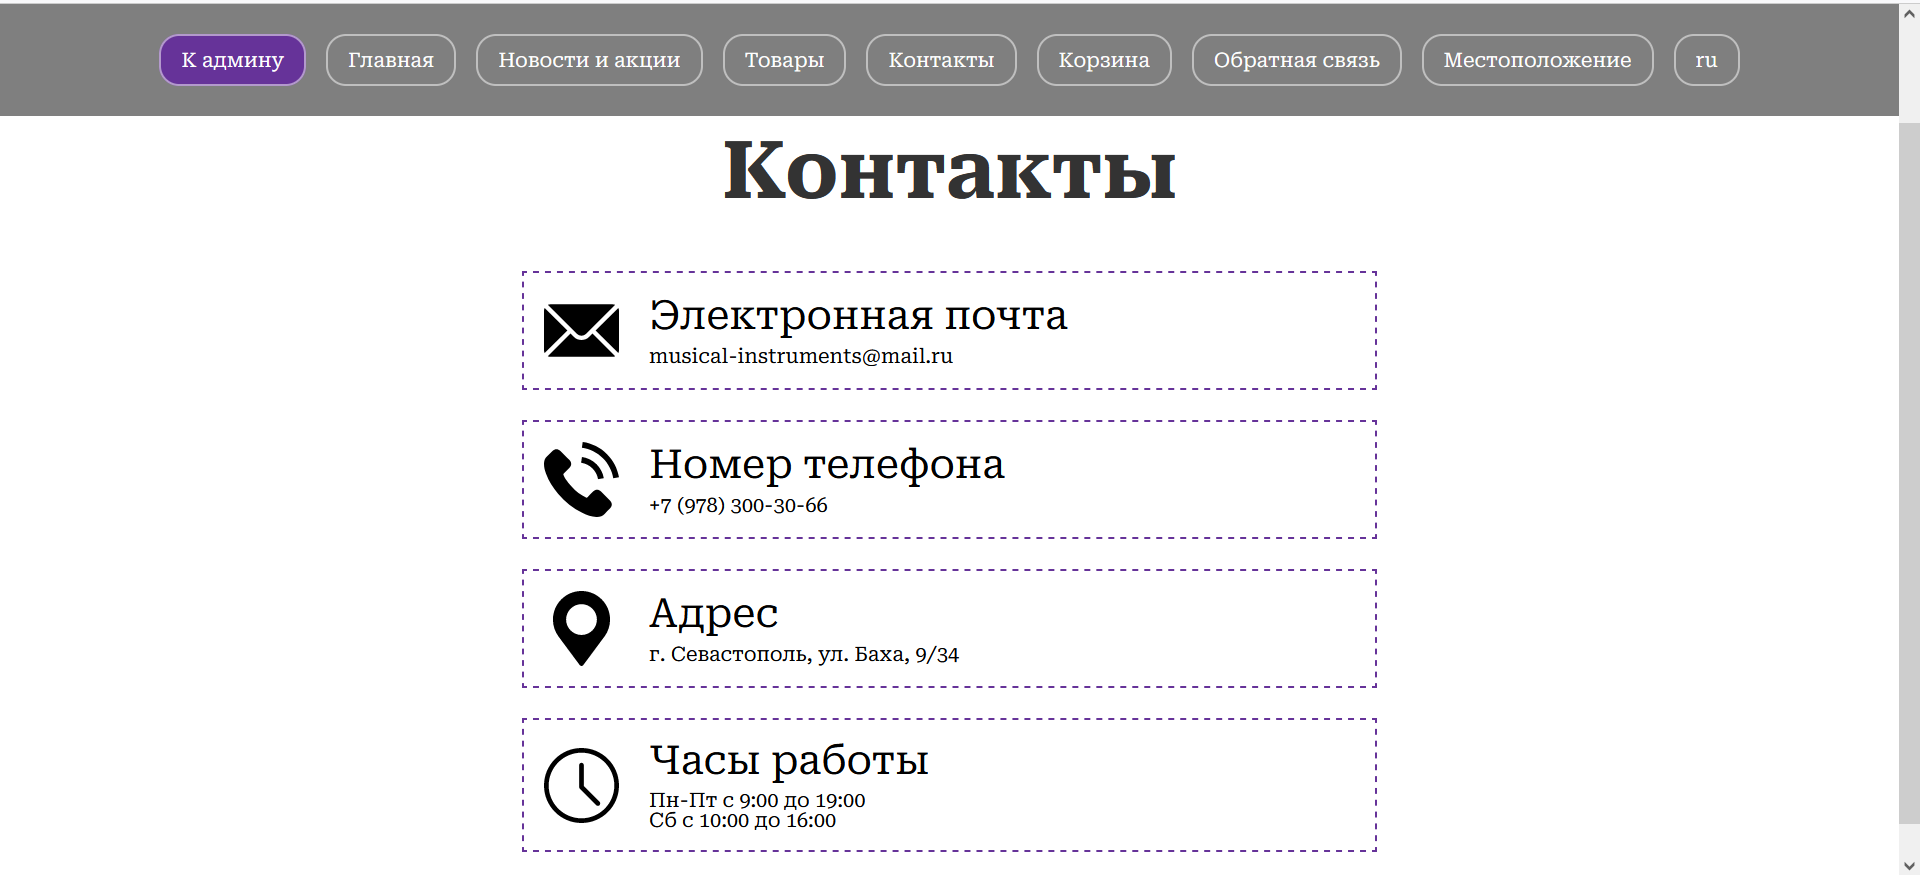 К админу Главная Новости и акции Товары Контакты Корзина Обратная связь Местоположение ru
Контакты
Электронная почта
musical-instruments@mail.ru
Номер телефона
+7 (978) 300-30-66
Адрес
г. Севастополь, ул. Баха, 9/34
Часы работы
Пн-Пт с 9:00 до 19:00
Сб с 10:00 до 16:00